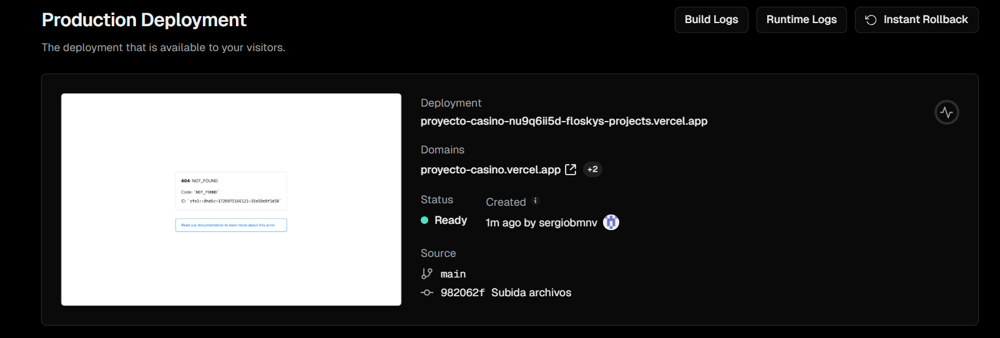 Production Deployment
Build Logs
Runtime Logs
Instant Rollback
The deployment that is available to your visitors.
404: NOT_FOUND
Code: `NOT_FOUND`
ID: `sfo1::8hd6c-1728975166121-35a58e8f1d58`
Read our documentation to learn more about this error.
Deployment
proyecto-casino-nu9q6ii5d-floskys-projects.vercel.app
Domains
proyecto-casino.vercel.app +2
Status
Created
Ready
1m ago by sergiobmnv
Source
main
982062f Subida archivos